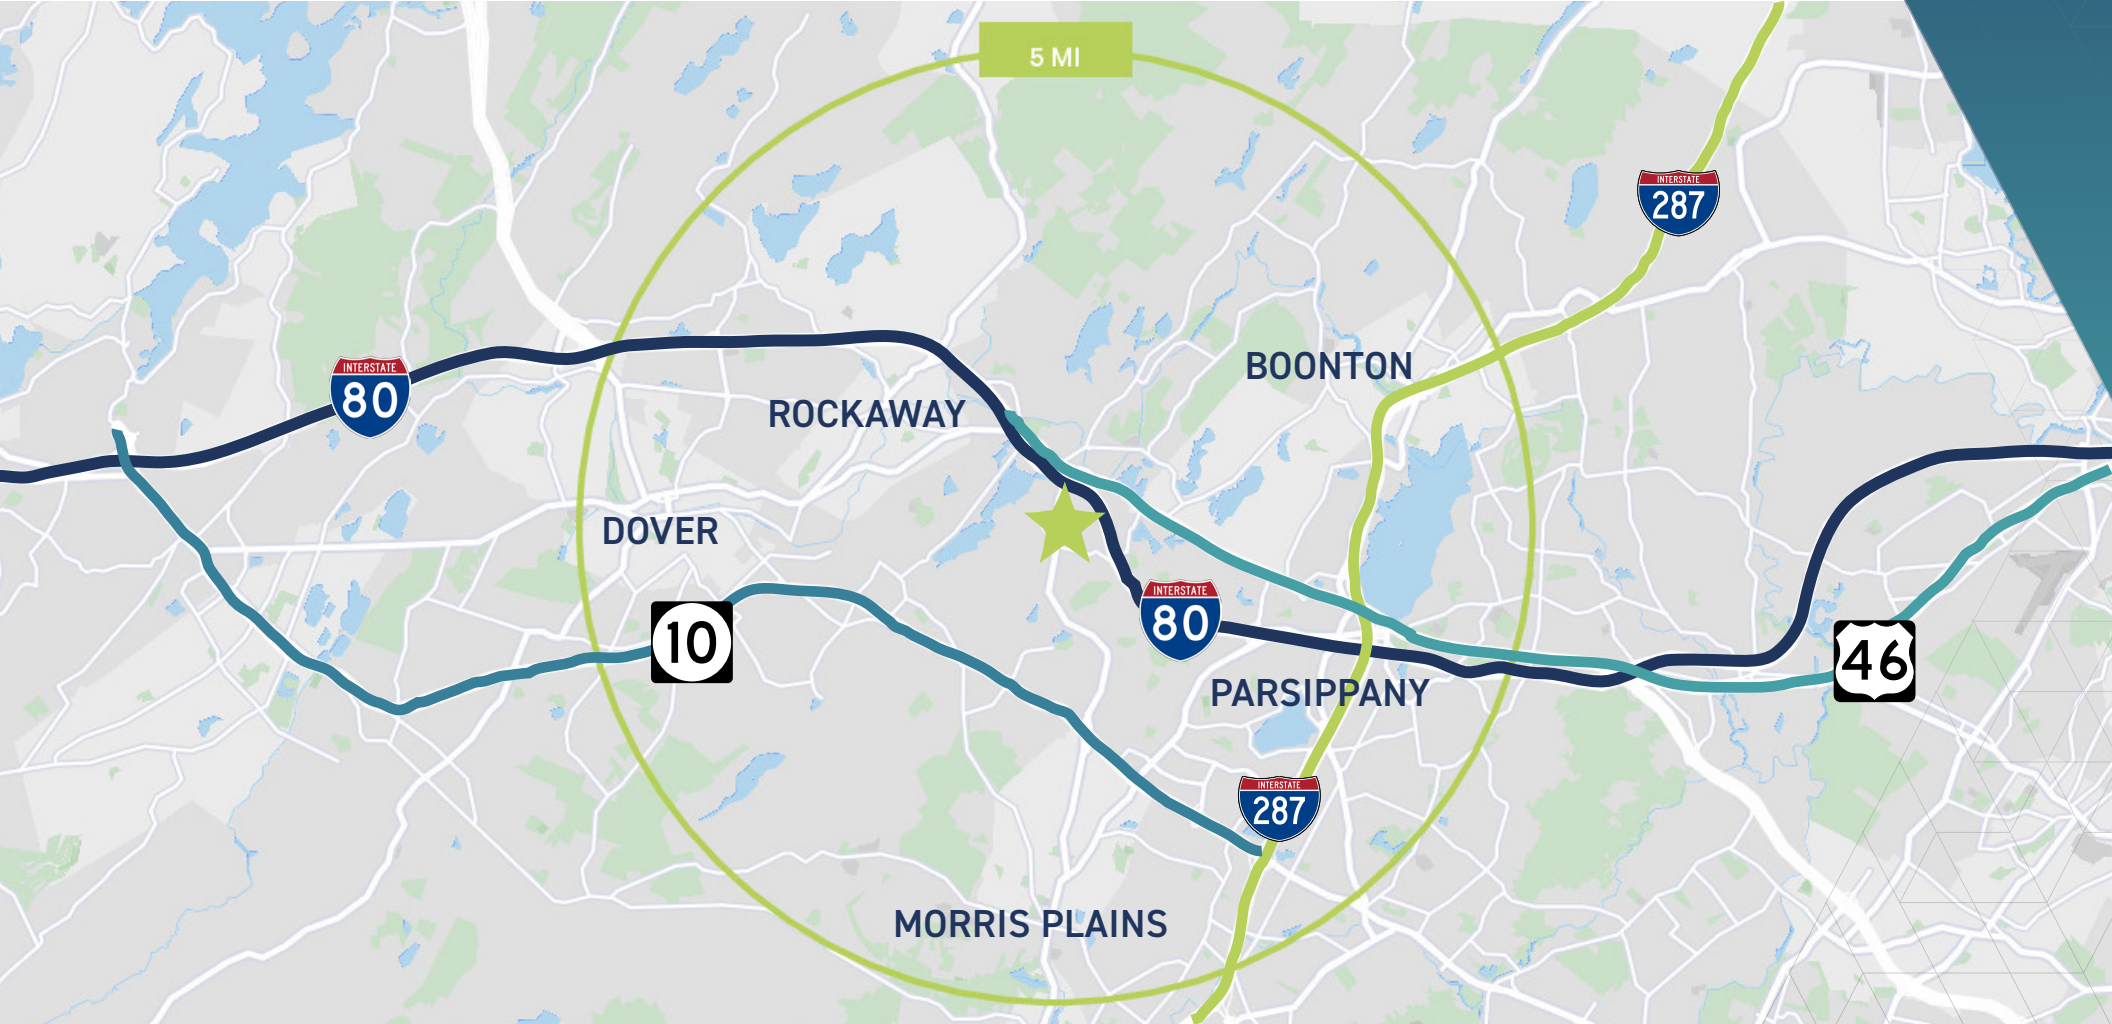 5 MI
INTERSTATE
287
BOONTON
INTERSTATE
80
ROCKAWAY
DOVER
INTERSTATE
80
10
46
PARSIPPANY
INTERSTATE
287
MORRIS PLAINS